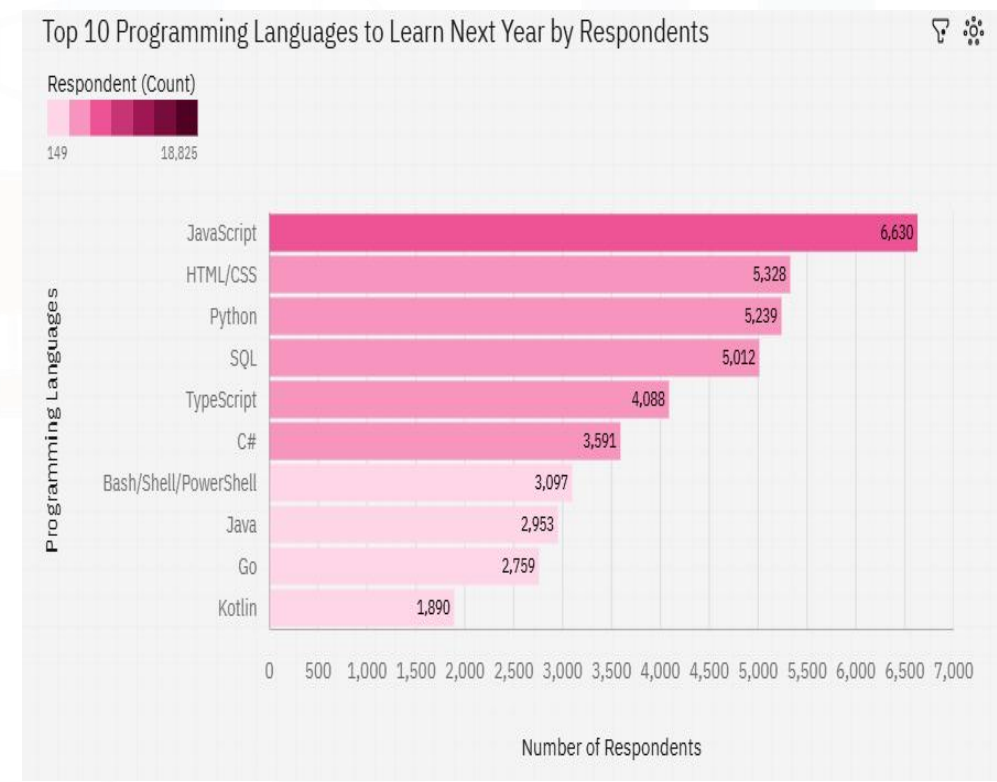 Top 10 Programming Languages to Learn Next Year by Respondents
Respondent (Count)
149 18,825
Programming Languages
JavaScript 6,630
HTML/CSS 5,328
Python 5,239
SQL 5,012
TypeScript 4,088
C# 3,591
Bash/Shell/PowerShell 3,097
Java 2,953
Go 2,759
Kotlin 1,890
0 500 1,000 1,500 2,000 2,500 3,000 3,500 4,000 4,500 5,000 5,500 6,000 6,500 7,000
Number of Respondents